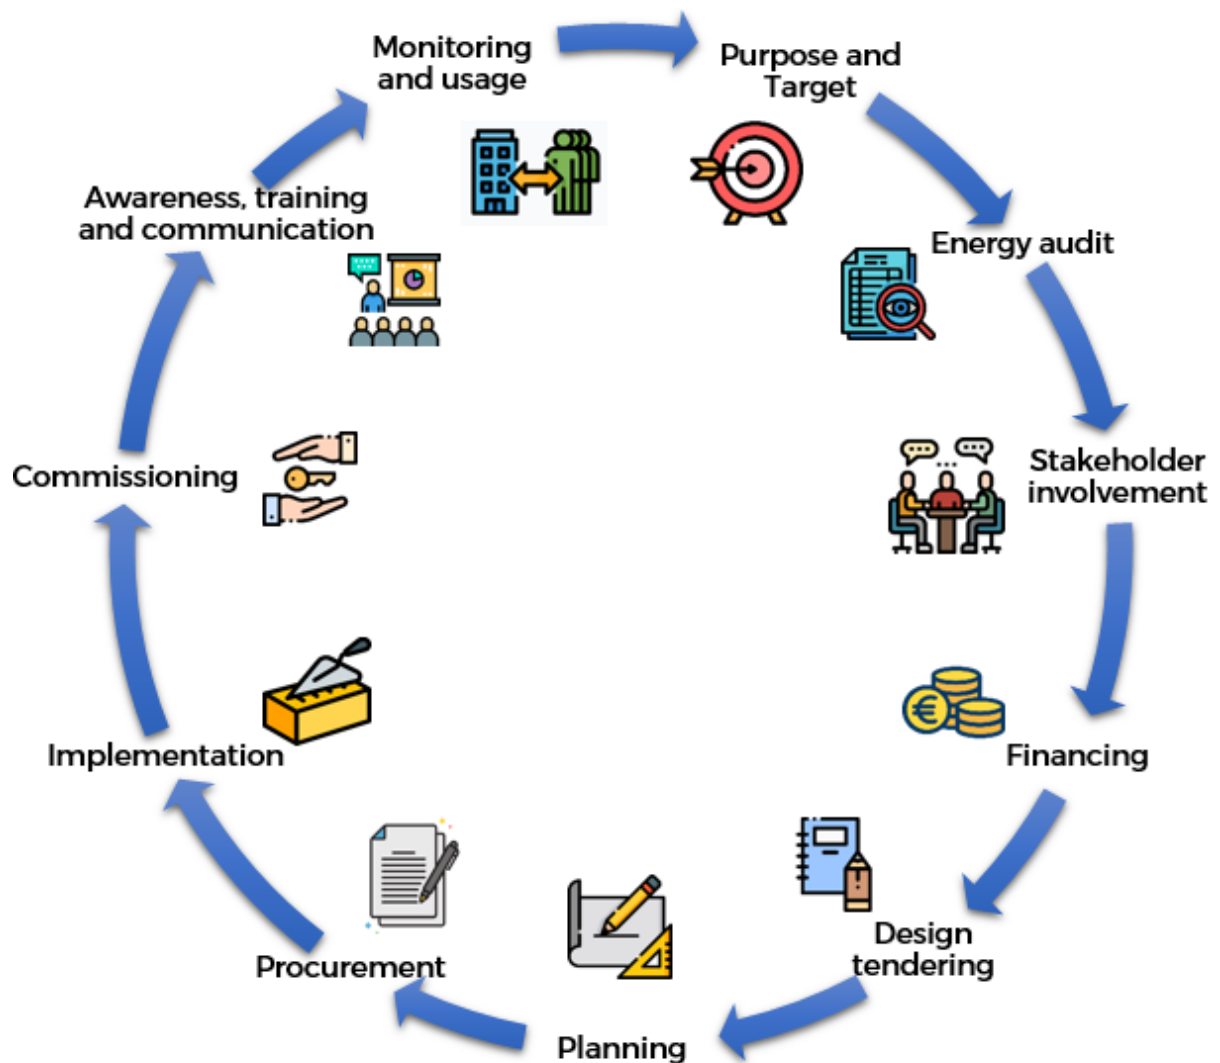 Monitoring
and usage
Purpose and
Target
Energy audit
Stakeholder
involvement
Financing
Design
tendering
Planning
Procurement
Implementation
Commissioning
Awareness, training
and communication